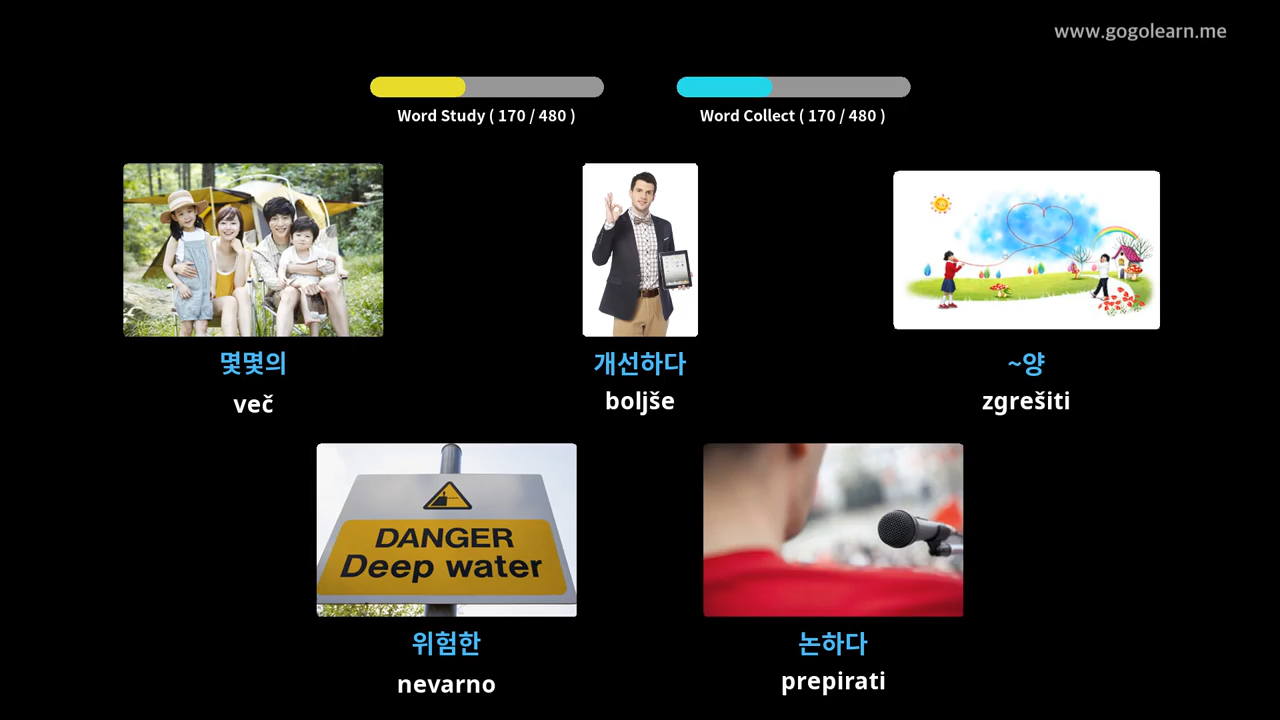 www.gogolearn.me
Word Study ( 170 / 480 )
Word Collect ( 170 / 480 )
몇몇의
več
개선하다
boljše
~양
zgrešiti
DANGER
Deep water
위험한
nevarno
논하다
prepirati